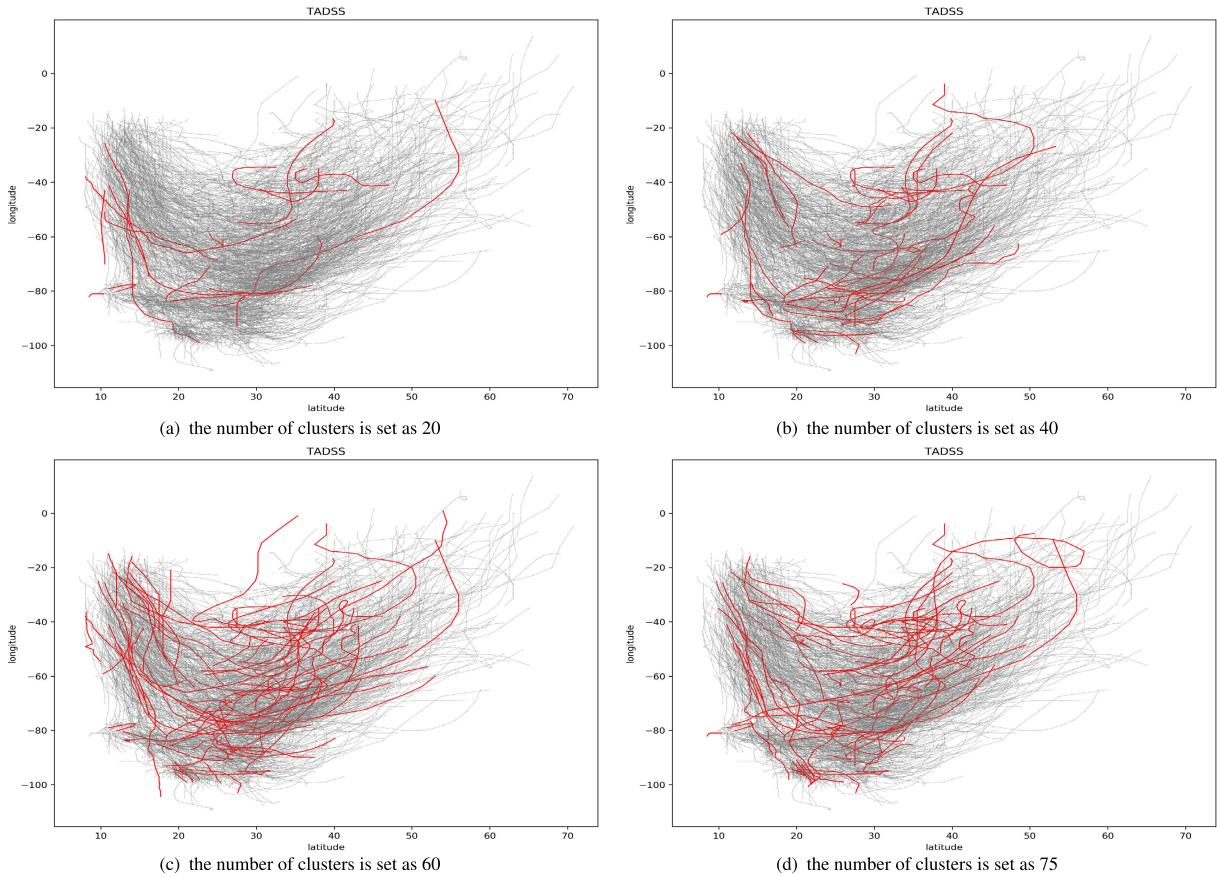 TADSS
TADSS
0
−20
−40
−60
−80
−100
longitude
10 20 30 40 50 60 70
latitude
0
−20
−40
−60
−80
−100
longitude
10 20 30 40 50 60 70
latitude
(a) the number of clusters is set as 20
(b) the number of clusters is set as 40
TADSS
TADSS
0
−20
−40
−60
−80
−100
longitude
10 20 30 40 50 60 70
latitude
0
−20
−40
−60
−80
−100
longitude
10 20 30 40 50 60 70
latitude
(c) the number of clusters is set as 60
(d) the number of clusters is set as 75